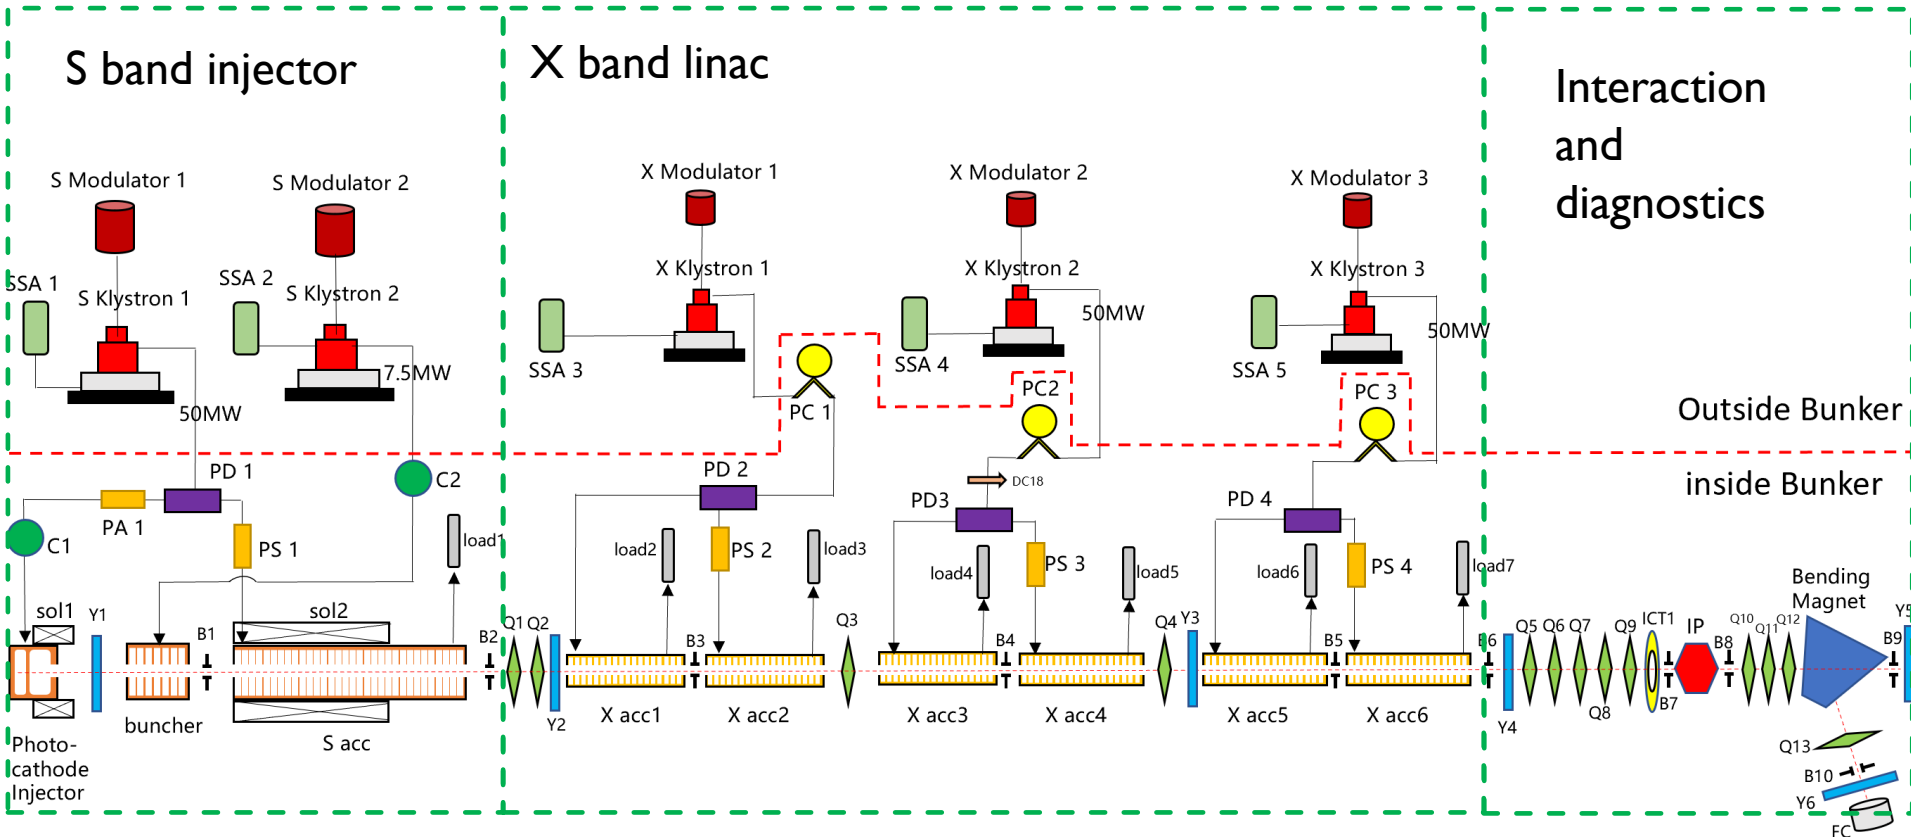 S band injector
X band linac
Interaction
and
diagnostics
S Modulator 1
S Modulator 2
X Modulator 1
X Modulator 2
X Modulator 3
SSA 1
S Klystron 1
SSA 2
S Klystron 2
X Klystron 1
X Klystron 2
X Klystron 3
50MW
7.5MW
SSA 3
PC 1
50MW
SSA 4
PC2
50MW
SSA 5
PC 3
Outside Bunker
inside Bunker
PD 1
PA 1
C1
PS 1
C2
load1
PD 2
load2
PS 2
load3
DC18
PD3
load4
PS 3
load5
PD 4
load6
PS 4
load7
sol1
Y1
B1
sol2
B2
Q1
Q2
Y2
B3
Q3
B4
Q4
Y3
B5
B6
Y4
Q5
Q6
Q7
Q8
Q9
ICT1
B7
IP
B8
Q10
Q11
Q12
Bending
Magnet
B9
Y5
Photo-
cathode
Injector
buncher
S acc
X acc1
X acc2
X acc3
X acc4
X acc5
X acc6
Q13
B10
Y6
FC